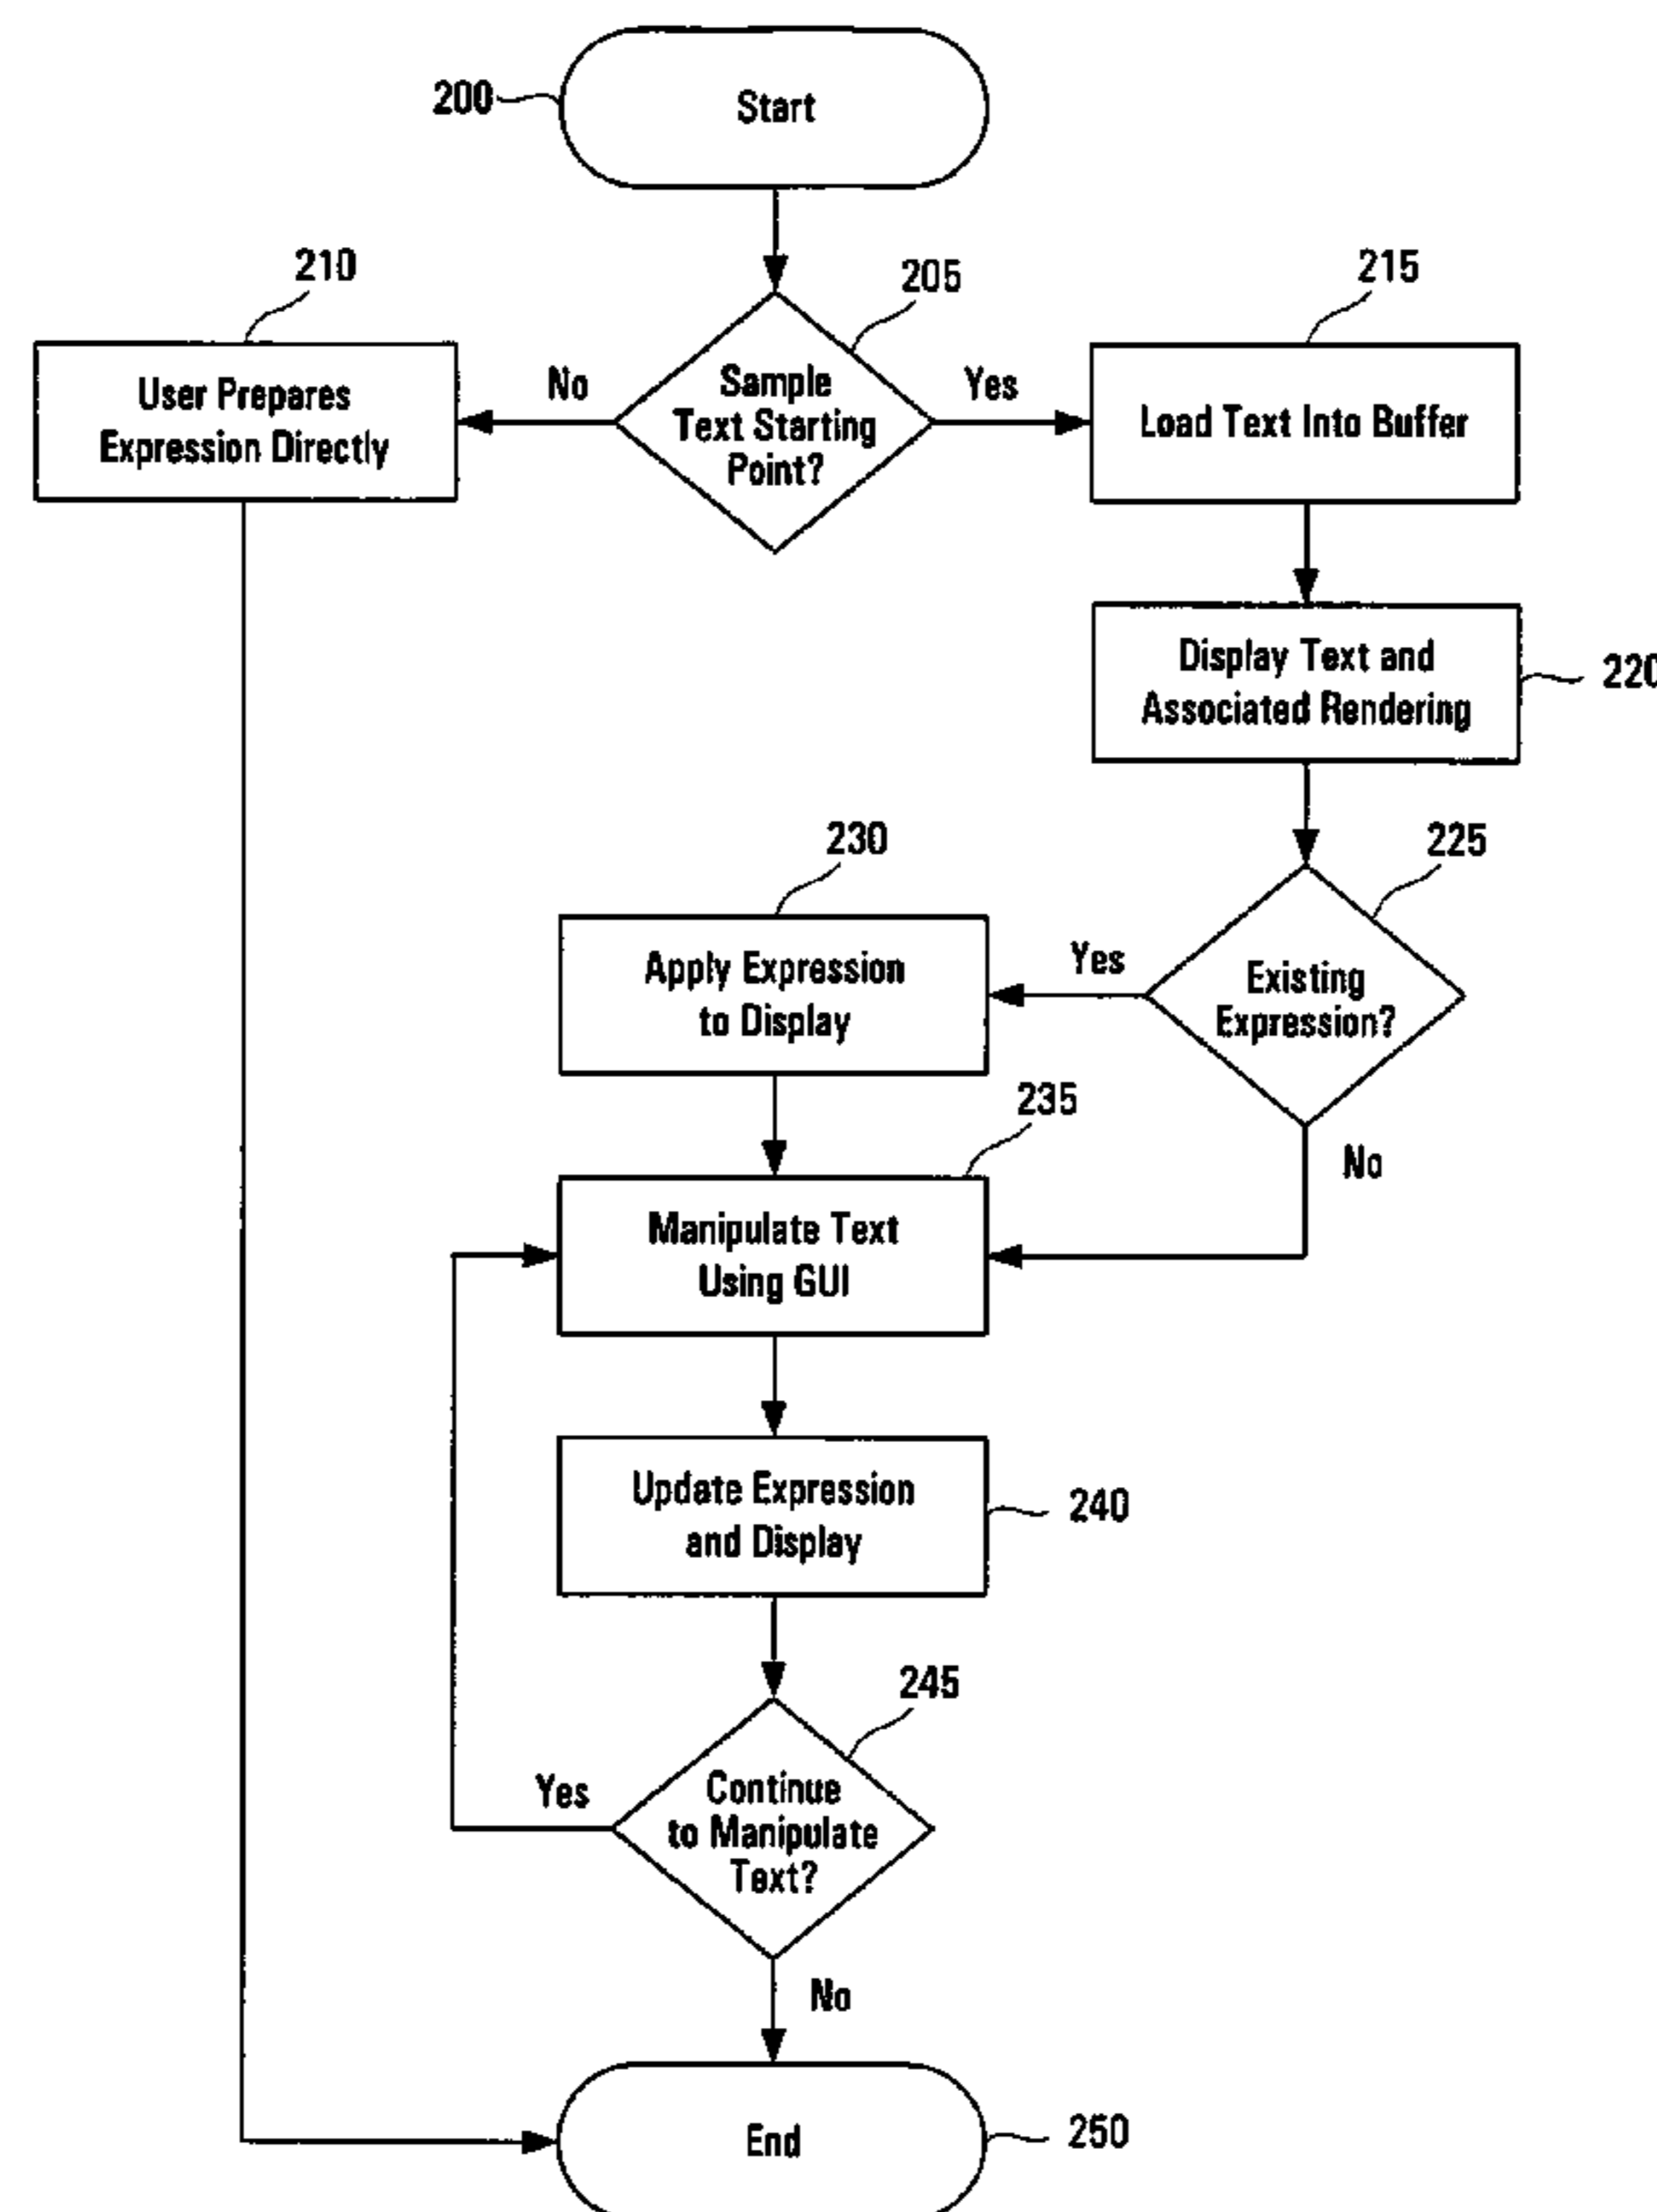 200
Start
210
205
215
User Prepares
Expression Directly
No
Sample
Text Starting
Point?
Yes
Load Text Into Buffer
Display Text and
Associated Rendering
220
230
225
Apply Expression
to Display
Yes
Existing
Expression?
235
No
Manipulate Text
Using GUI
Update Expression
and Display
240
245
Yes
Continue
to Manipulate
Text?
No
End
250